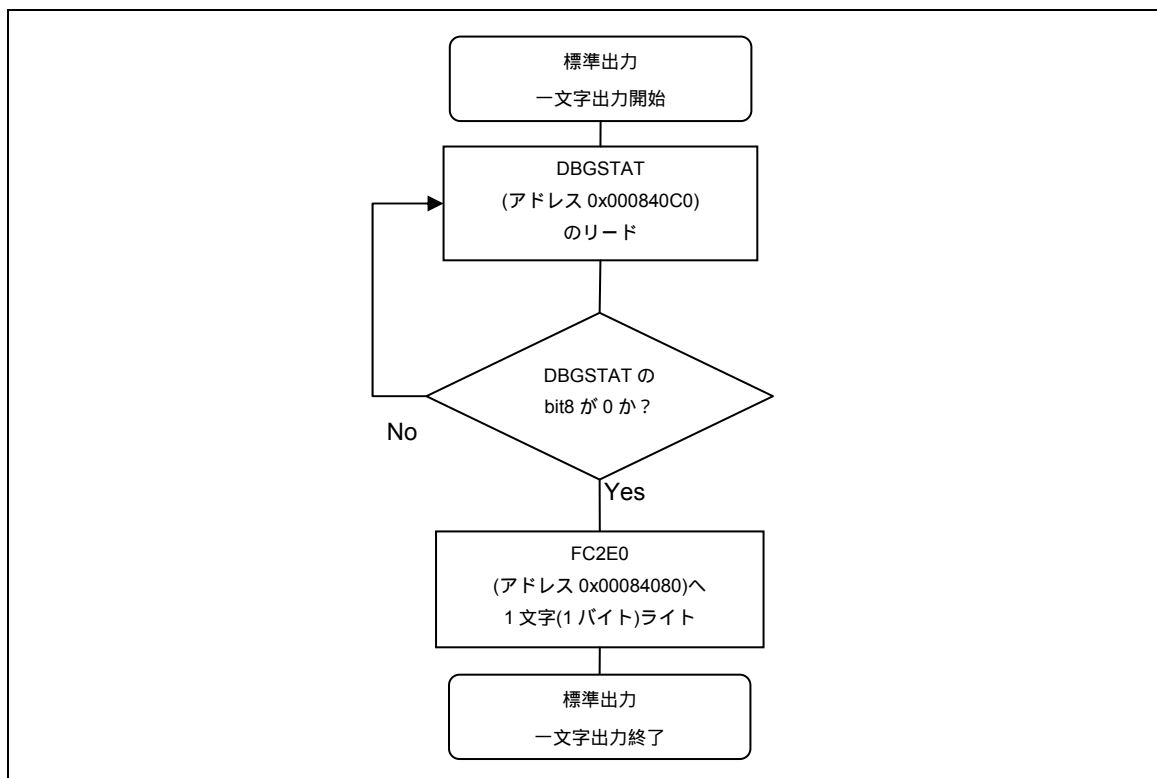 標準出力
一文字出力開始
DBGSTAT
(アドレス 0x000840C0)
のリード
DBGSTAT の
bit8 が 0 か？
No
Yes
FC2E0
(アドレス 0x00084080)へ
1 文字(1 バイト)ライト
標準出力
一文字出力終了